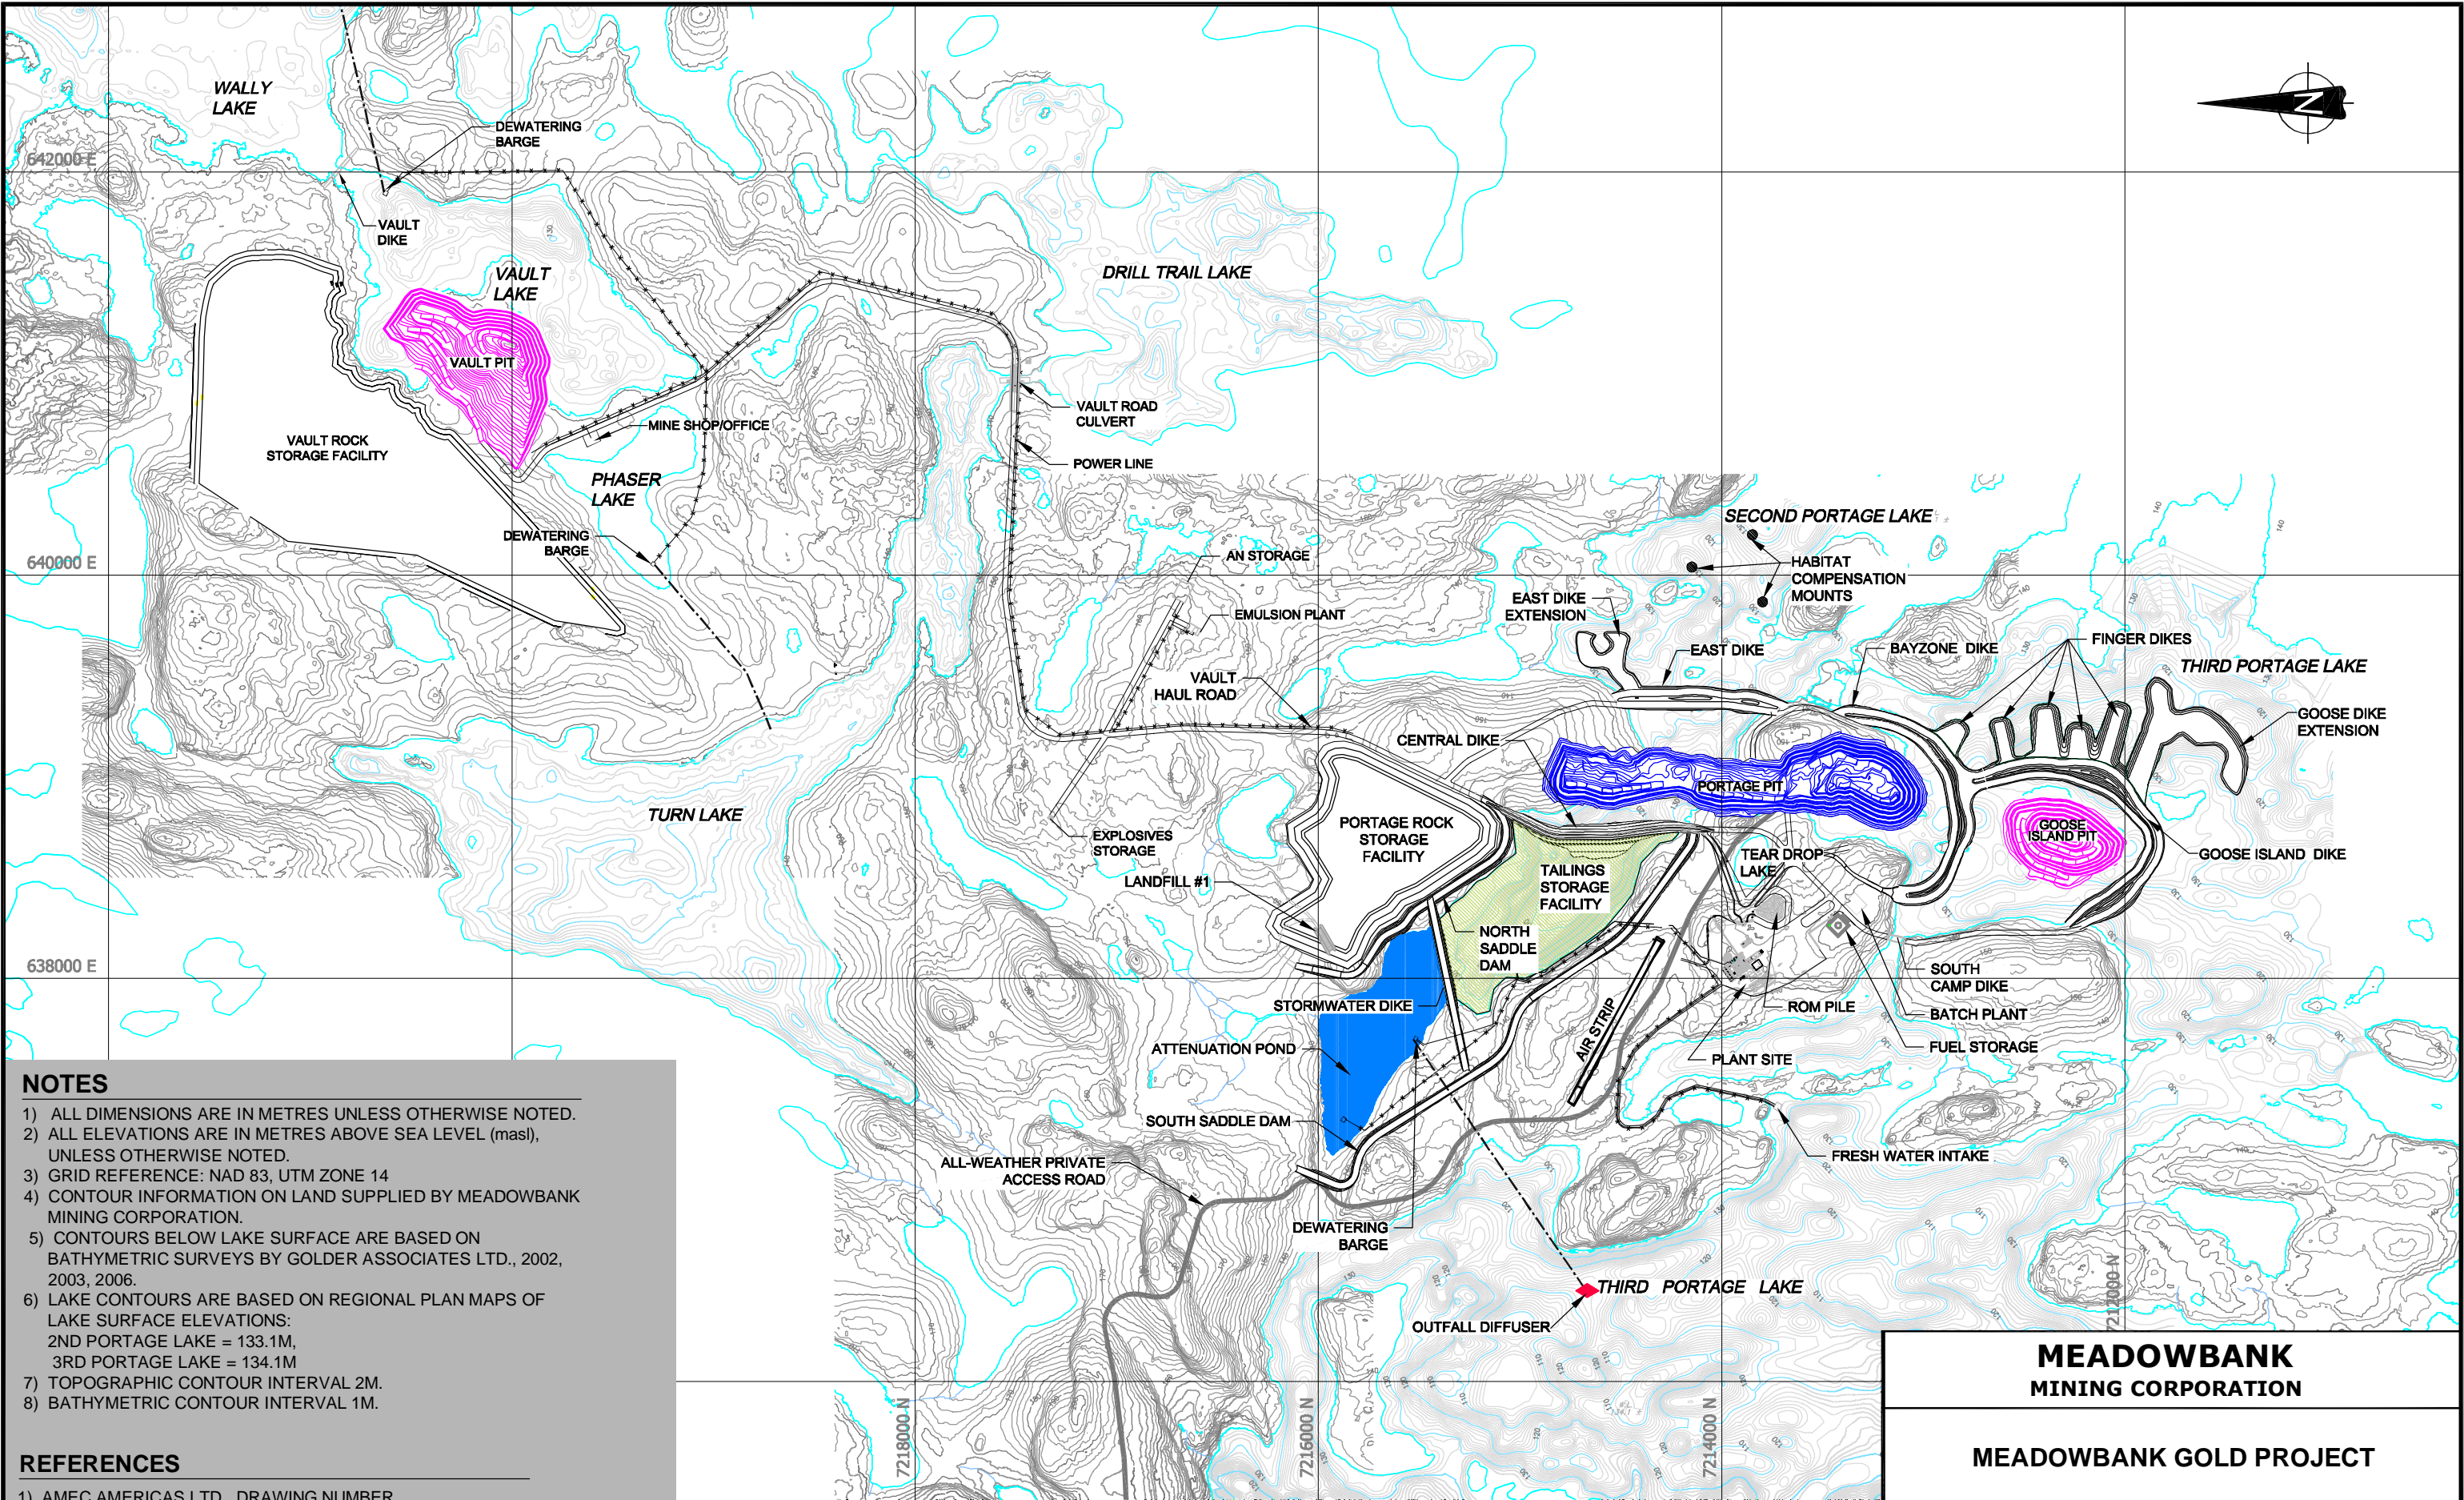 WALLY
LAKE
642000 E
DEWATERING
BARGE
VAULT
DIKE
VAULT
LAKE
VAULT PIT
VAULT ROCK
STORAGE FACILITY
MINE SHOP/OFFICE
PHASER
LAKE
DEWATERING
BARGE
640000 E
DRILL TRAIL LAKE
VAULT ROAD
CULVERT
POWER LINE
N
SECOND PORTAGE LAKE
HABITAT
COMPENSATION
MOUNTS
AN STORAGE
EMULSION PLANT
EAST DIKE
EXTENSION
EAST DIKE
BAYZONE DIKE
FINGER DIKES
THIRD PORTAGE LAKE
GOOSE DIKE
EXTENSION
VAULT
HAUL ROAD
CENTRAL DIKE
PORTAGE PIT
TURN LAKE
EXPLOSIVES
STORAGE
PORTAGE ROCK
STORAGE
FACILITY
GOOSE
ISLAND PIT
GOOSE ISLAND DIKE
TEAR DROP
LAKE
TAILINGS
STORAGE
FACILITY
LANDFILL #1
NORTH
SADDLE
DAM
638000 E
STORMWATER DIKE
AIR STRIP
SOUTH
CAMP DIKE
ROM PILE
BATCH PLANT
FUEL STORAGE
PLANT SITE
ATTENUATION POND
SOUTH SADDLE DAM
ALL-WEATHER PRIVATE
ACCESS ROAD
FRESH WATER INTAKE
DEWATERING
BARGE
THIRD PORTAGE LAKE
OUTFALL DIFFUSER
7218000 N
7216000 N
7214000 N
7212000 N
NOTES
1) ALL DIMENSIONS ARE IN METRES UNLESS OTHERWISE NOTED.
2) ALL ELEVATIONS ARE IN METRES ABOVE SEA LEVEL (masl),
UNLESS OTHERWISE NOTED.
3) GRID REFERENCE: NAD 83, UTM ZONE 14
4) CONTOUR INFORMATION ON LAND SUPPLIED BY MEADOWBANK
MINING CORPORATION.
5) CONTOURS BELOW LAKE SURFACE ARE BASED ON
BATHYMETRIC SURVEYS BY GOLDER ASSOCIATES LTD., 2002,
2003, 2006.
6) LAKE CONTOURS ARE BASED ON REGIONAL PLAN MAPS OF
LAKE SURFACE ELEVATIONS:
2ND PORTAGE LAKE = 133.1M,
3RD PORTAGE LAKE = 134.1M
7) TOPOGRAPHIC CONTOUR INTERVAL 2M.
8) BATHYMETRIC CONTOUR INTERVAL 1M.
REFERENCES
1) AMEC AMERICAS LTD., DRAWING NUMBER
MEADOWBANK
MINING CORPORATION
MEADOWBANK GOLD PROJECT